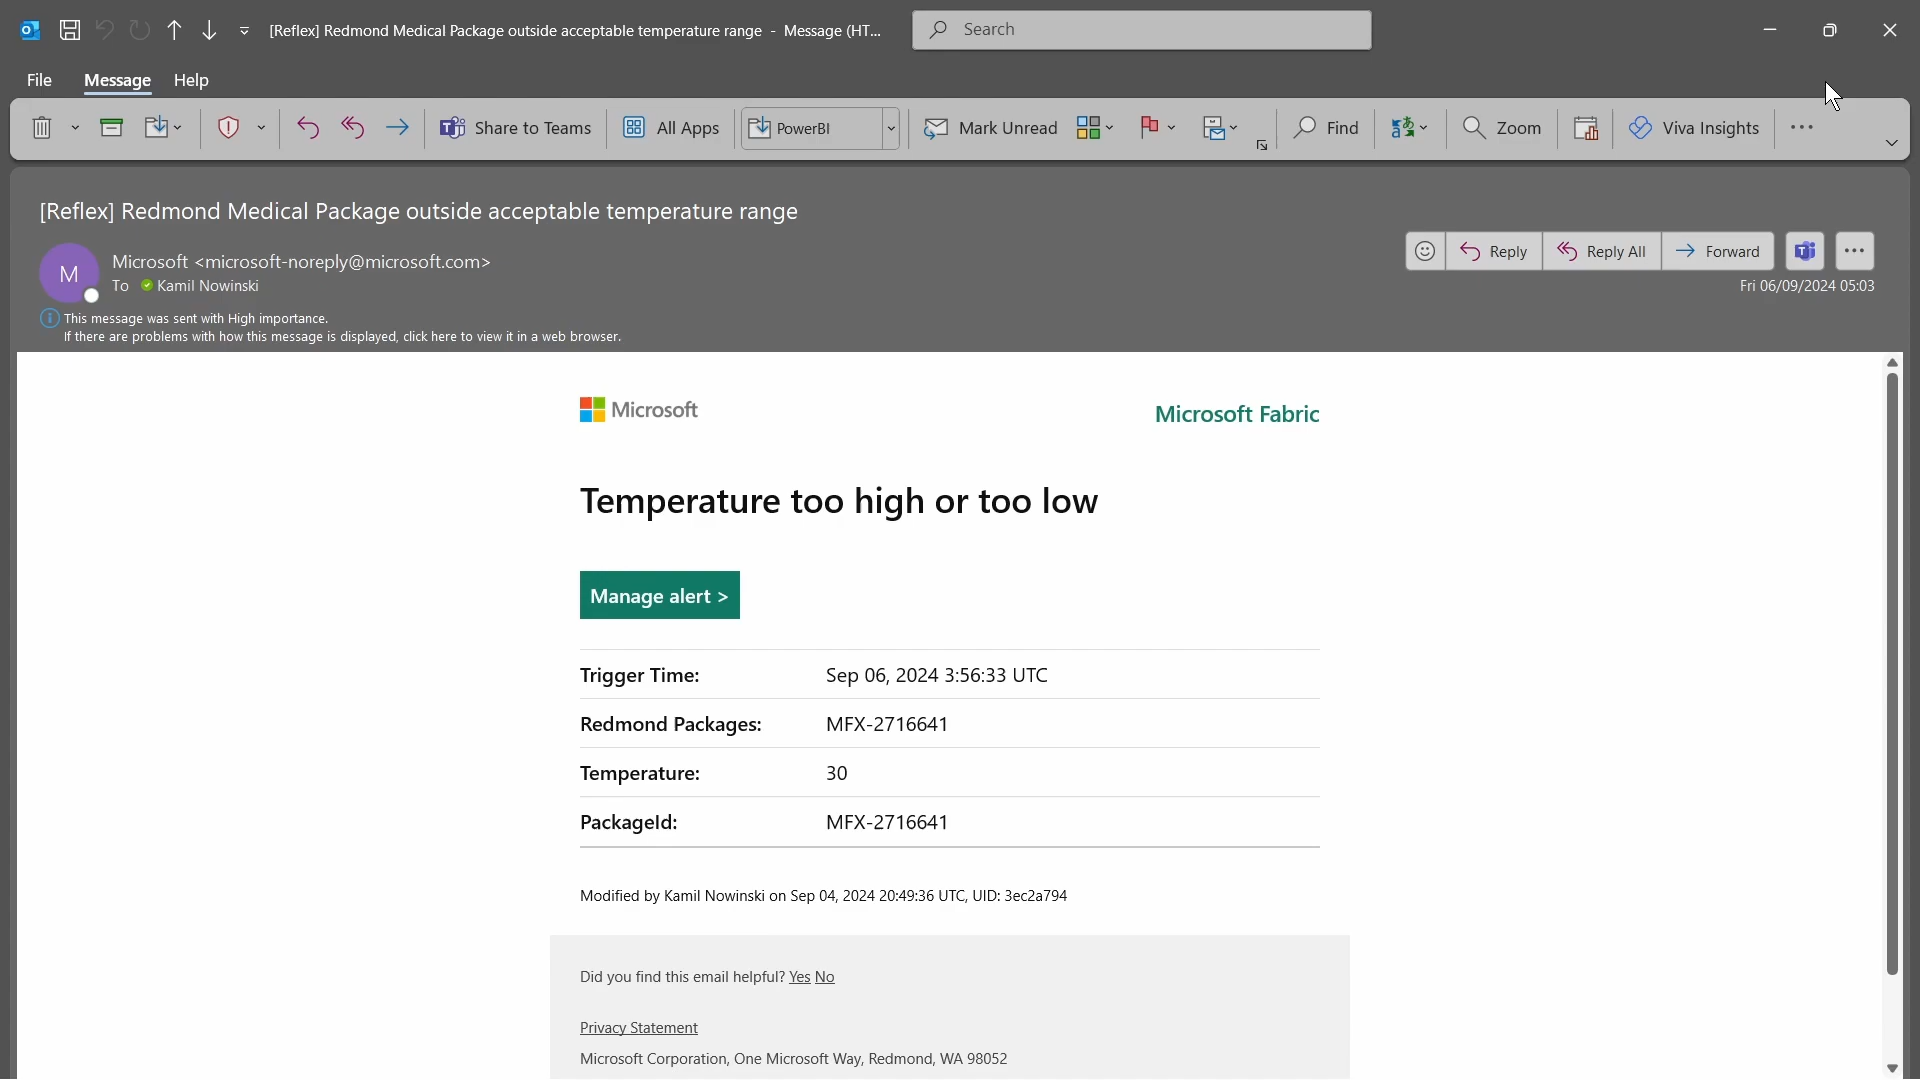 [Reflex] Redmond Medical Package outside acceptable temperature range - Message (HT...
Search
File Message Help
Share to Teams All Apps PowerBI Mark Unread Find Zoom Viva Insights ...
[Reflex] Redmond Medical Package outside acceptable temperature range
M
Microsoft <microsoft-noreply@microsoft.com>
To Kamil Nowinski
Reply Reply All Forward ...
Fri 06/09/2024 05:03
This message was sent with High importance.
If there are problems with how this message is displayed, click here to view it in a web browser.
Microsoft Microsoft Fabric
Temperature too high or too low
Manage alert >
Trigger Time: Sep 06, 2024 3:56:33 UTC
Redmond Packages: MFX-2716641
Temperature: 30
PackageId: MFX-2716641
Modified by Kamil Nowinski on Sep 04, 2024 20:49:36 UTC, UID: 3ec2a794
Did you find this email helpful? Yes No
Privacy Statement
Microsoft Corporation, One Microsoft Way, Redmond, WA 98052